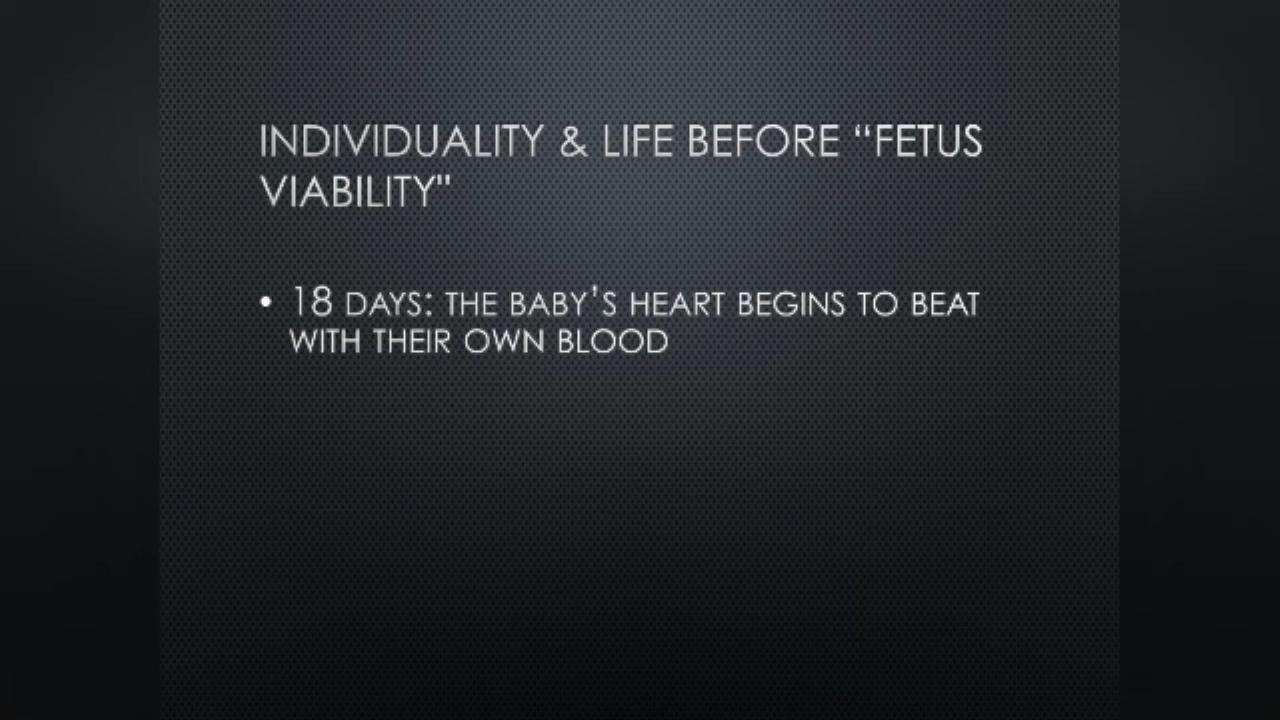 INDIVIDUALITY & LIFE BEFORE “FETUS
VIABILITY"
• 18 DAYS: THE BABY’S HEART BEGINS TO BEAT
WITH THEIR OWN BLOOD